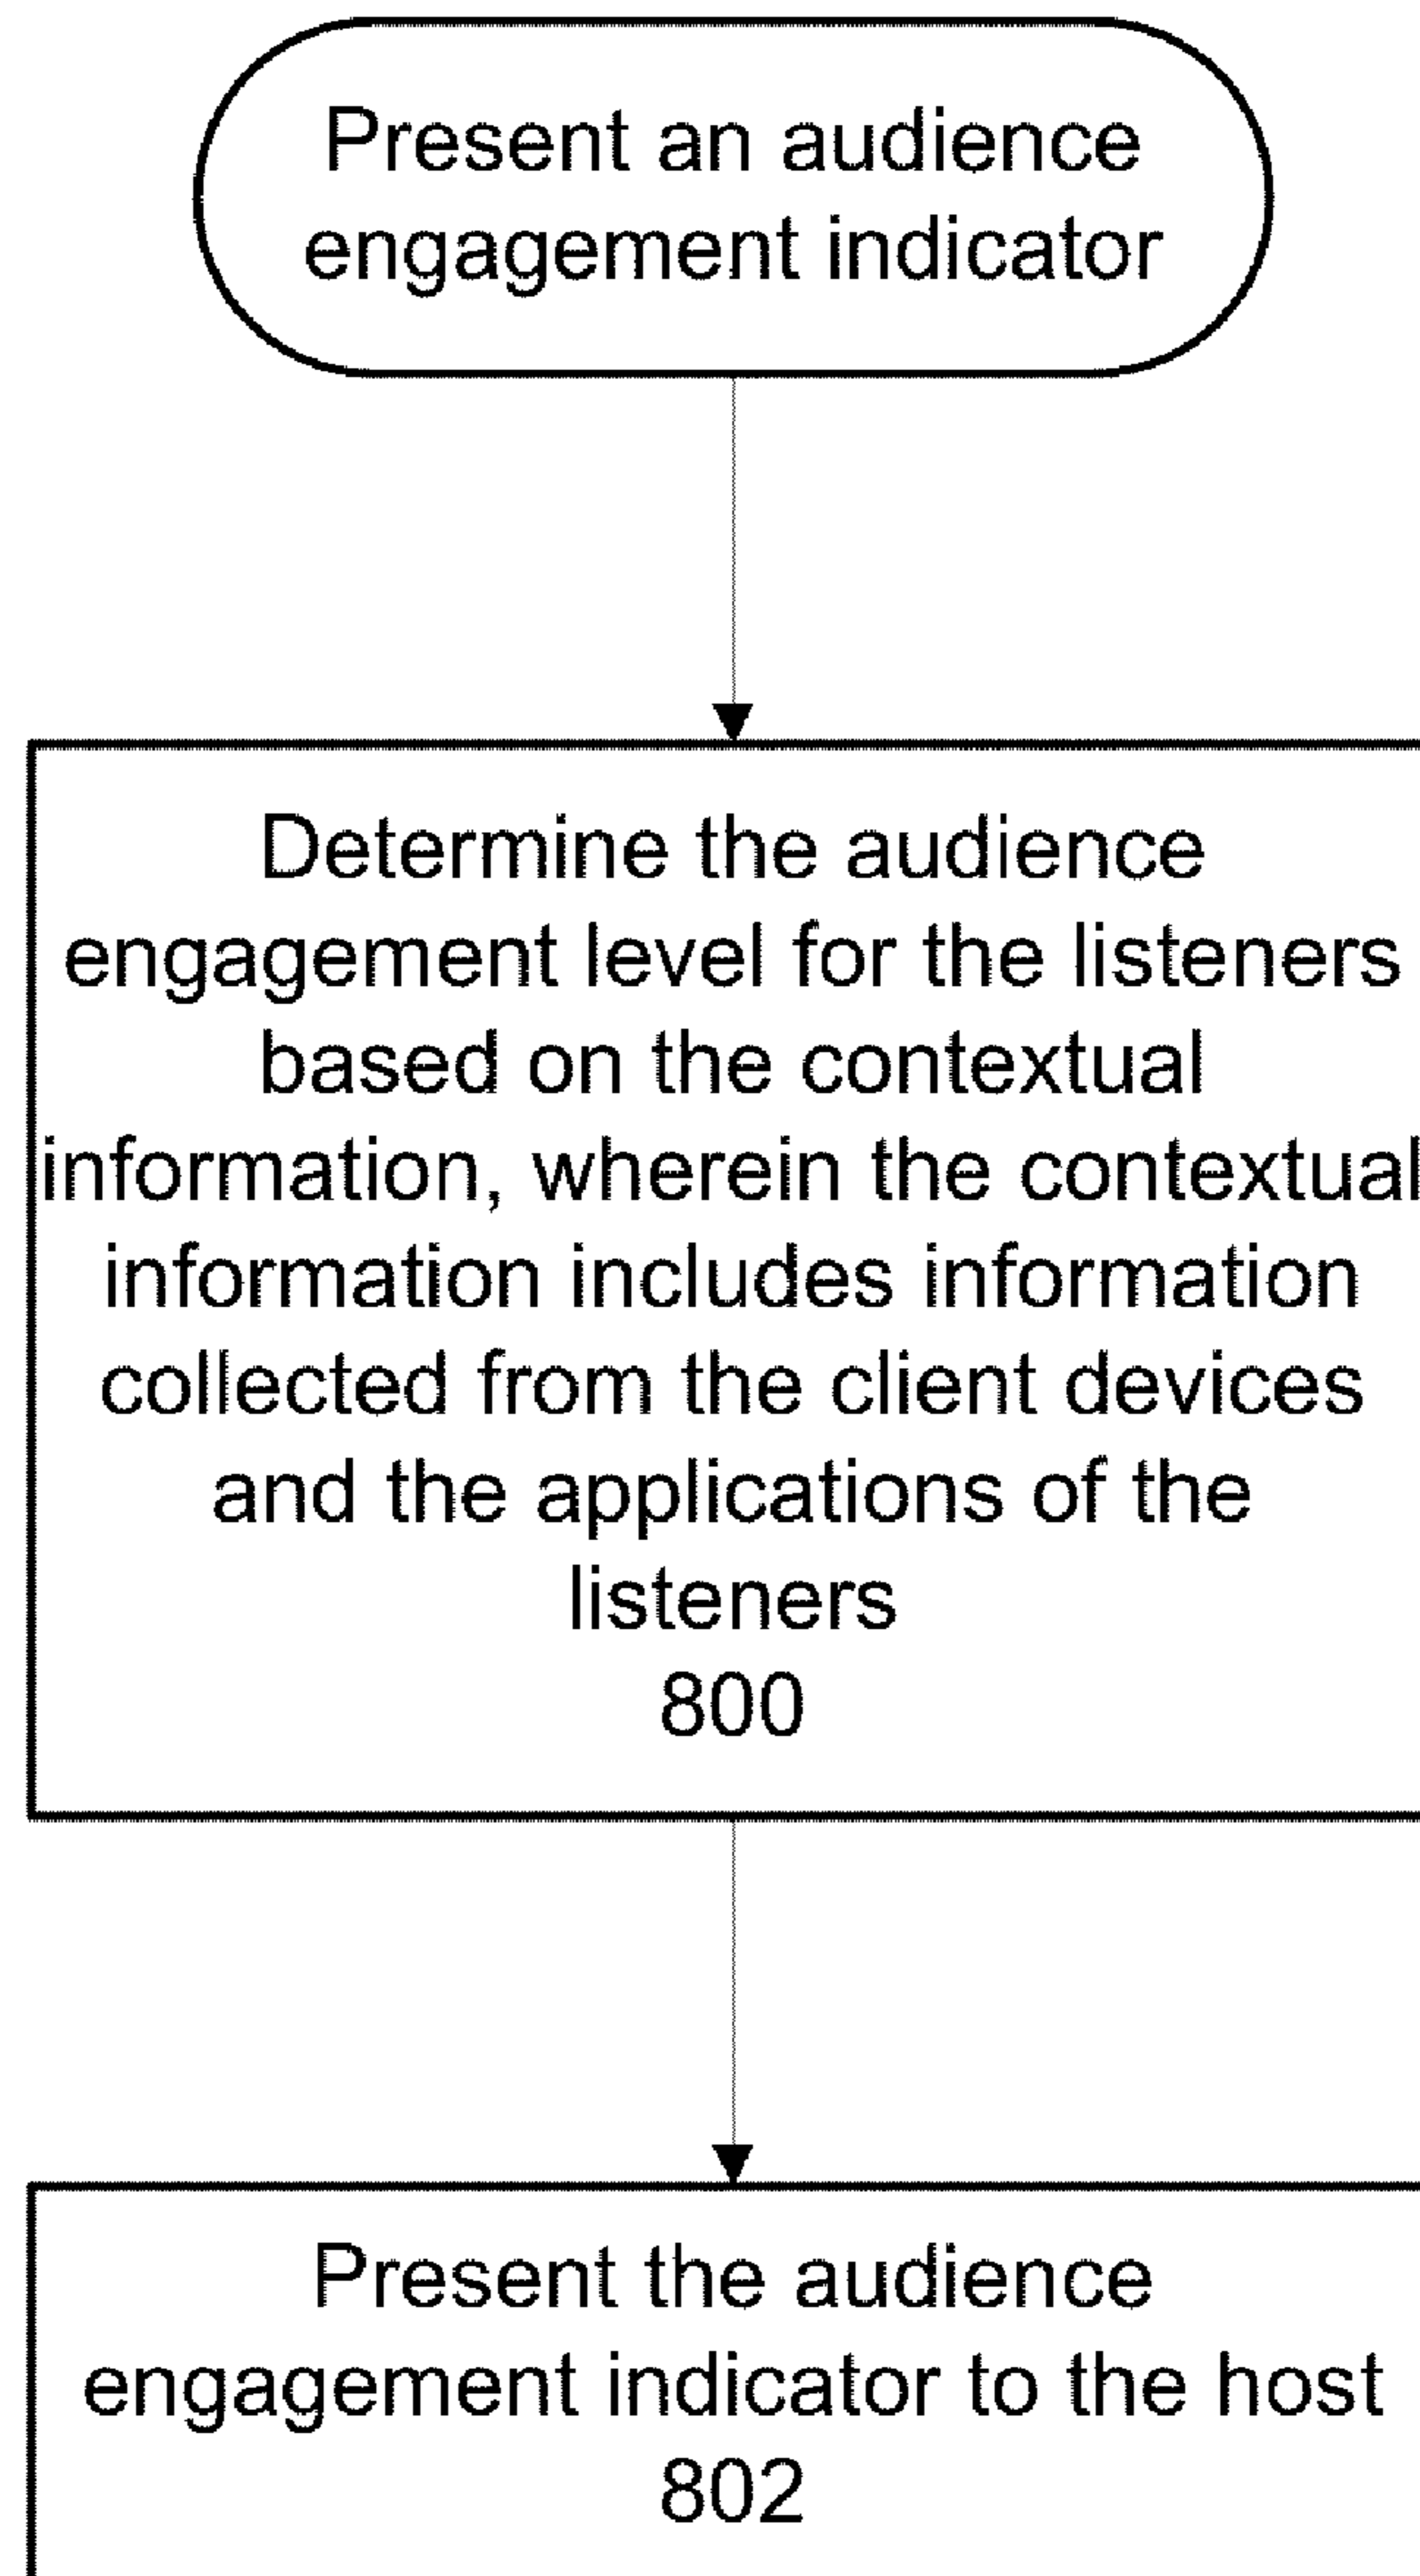 Present an audience
engagement indicator
Determine the audience
engagement level for the listeners
based on the contextual
information, wherein the contextual
information includes information
collected from the client devices
and the applications of the
listeners
800
Present the audience
engagement indicator to the host
802